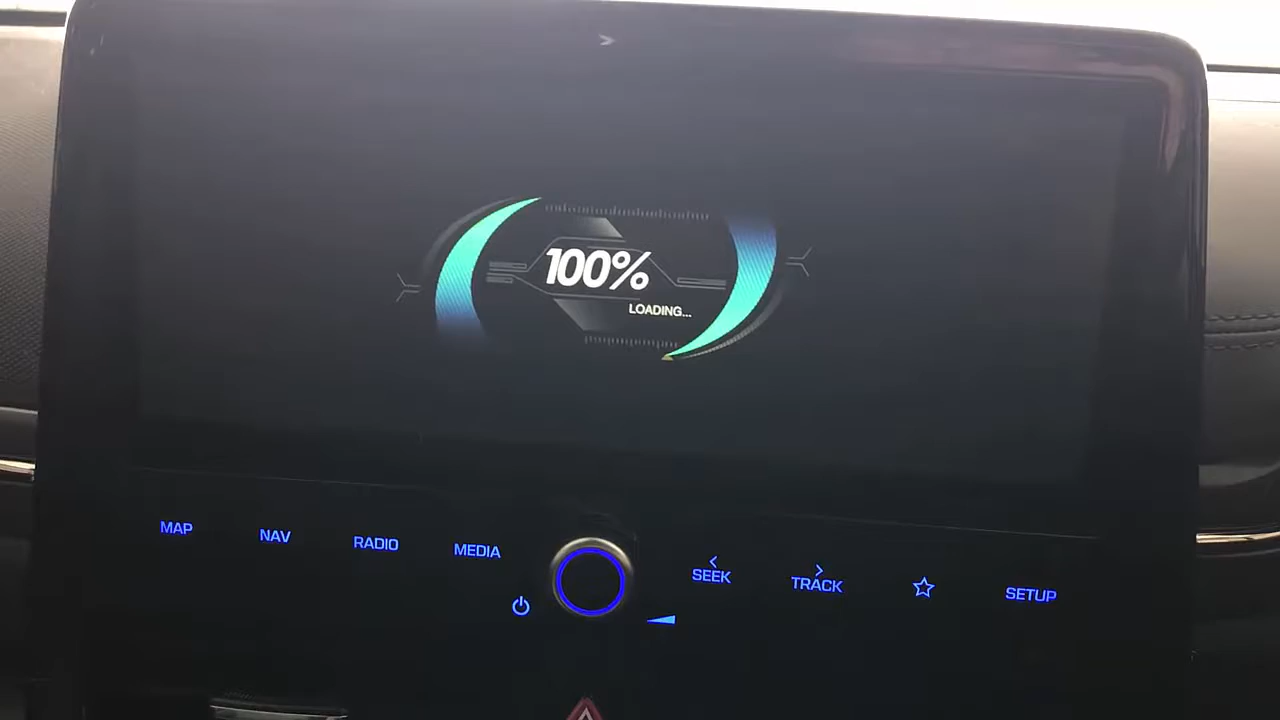 100%
LOADING...
MAP
NAV
RADIO
MEDIA
SEEK
TRACK
SETUP